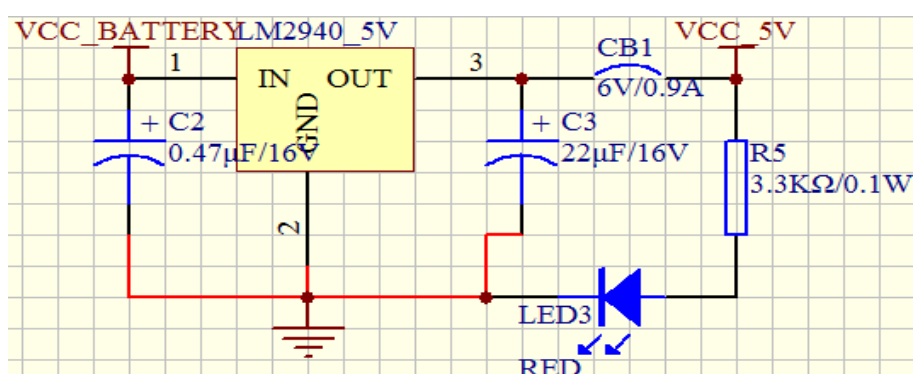 VCC_BATTERY
LM2940_5V
VCC_5V
1
IN
OUT
3
CB1
6V/0.9A
GND
+
C2
0.47µF/16V
+
C3
22µF/16V
R5
3.3KΩ/0.1W
2
LED3
RED